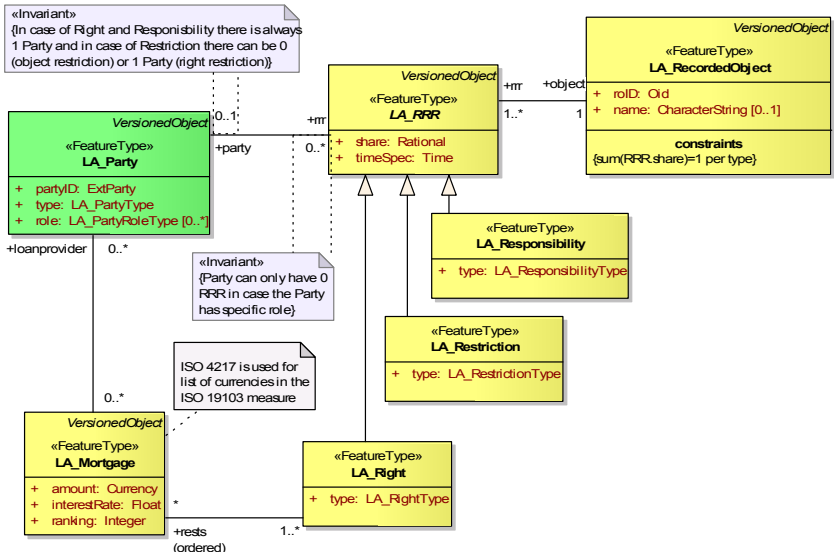 «Invariant»
{In case of Right and Responisbility there is always
1 Party and in case of Restriction there can be 0
(object restriction) or 1 Party (right restriction)}
VersionedObject
«FeatureType»
LA_RecordedObject
+ roID: Oid
+ name: CharacterString [0..1]
constraints
{sum(RRR.share)=1 per type}
VersionedObject
«FeatureType»
LA_RRR
+ share: Rational
+ timeSpec: Time
+rrr
1..*
+object
1
0..1
+party
+rrr
0..*
VersionedObject
«FeatureType»
LA_Party
+ partyID: ExtParty
+ type: LA_PartyType
+ role: LA_PartyRoleType [0..*]
+loanprovider 0..*
«Invariant»
{Party can only have 0
RRR in case the Party
has specific role}
«FeatureType»
LA_Responsibility
+ type: LA_ResponsibilityType
«FeatureType»
LA_Restriction
+ type: LA_RestrictionType
ISO 4217 is used for
list of currencies in the
ISO 19103 measure
0..*
VersionedObject
«FeatureType»
LA_Mortgage
+ amount: Currency
+ interestRate: Float
+ ranking: Integer
*
+rests
(ordered)
1..*
«FeatureType»
LA_Right
+ type: LA_RightType